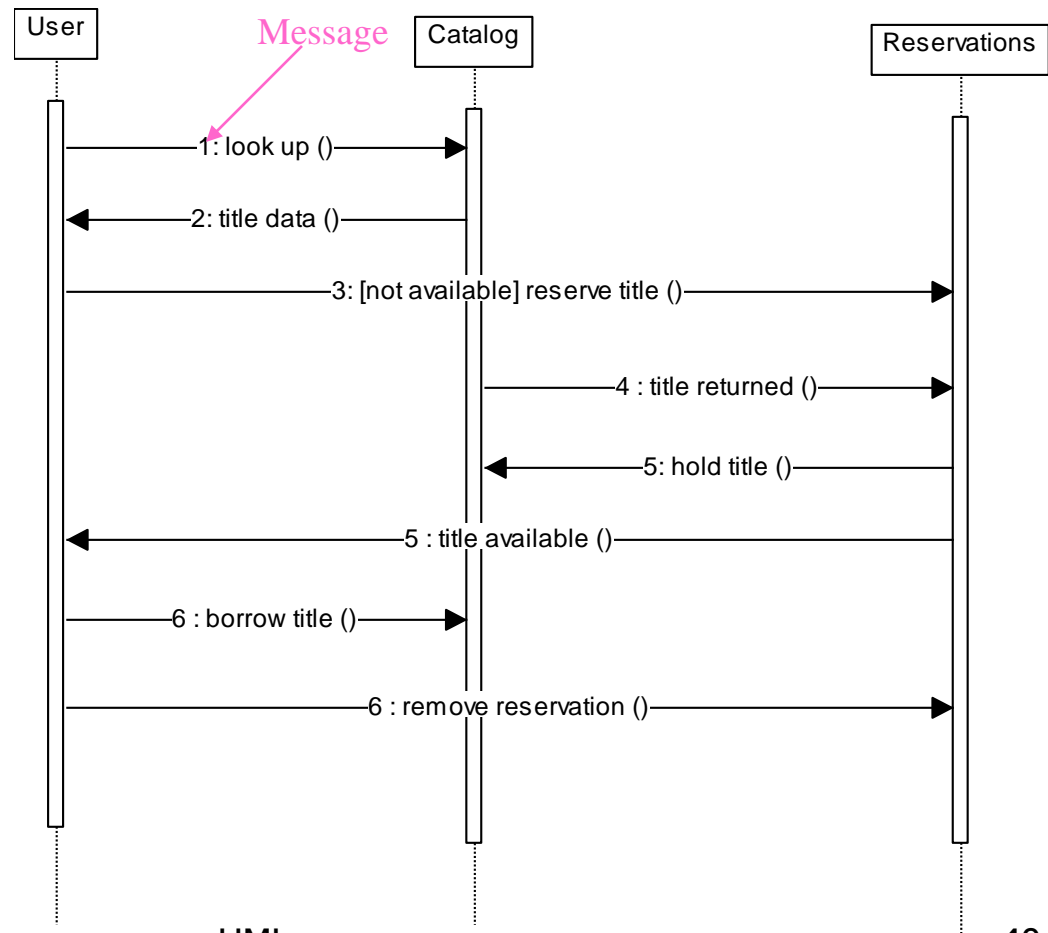 User
Message
Catalog
Reservations
1: look up ()
2: title data ()
3: [not available] reserve title ()
4 : title returned ()
5: hold title ()
5 : title available ()
6 : borrow title ()
6 : remove reservation ()